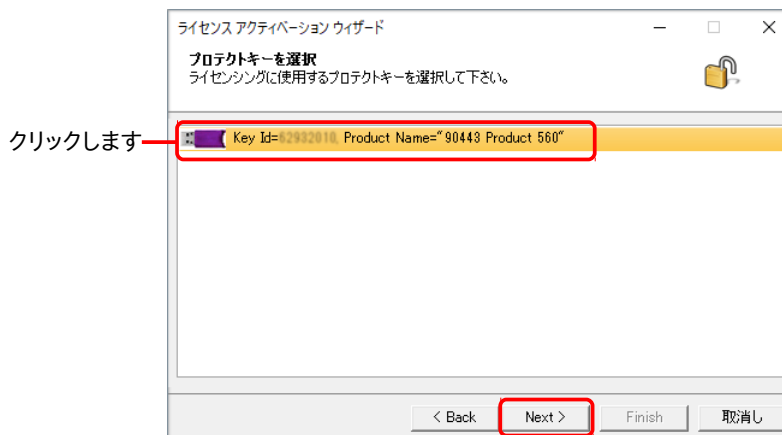 ライセンス アクティベーション ウィザード
プロテクトキーを選択
ライセンシングに使用するプロテクトキーを選択して下さい。
クリックします
Key Id= Product Name="90443 Product 560"
< Back Next > Finish 取消し